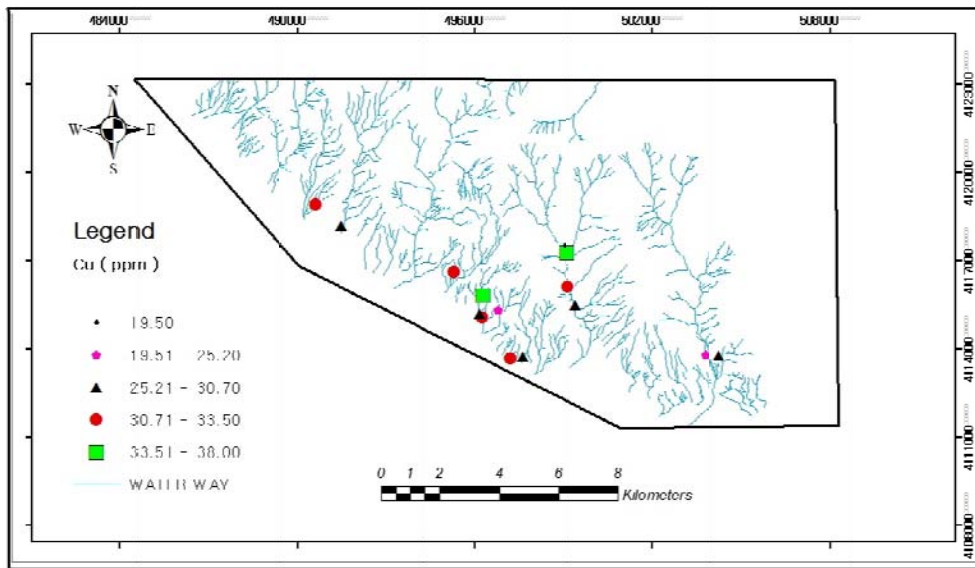 484000 490000 496000 502000 508000
N
W E
S
Legend
Cu ( ppm )
19.50
19.51 - 25.20
25.21 - 30.70
30.71 - 33.50
33.51 - 38.00
WATER WAY
0 1 2 4 6 8
Kilometers
4123000
4120000
4117000
4114000
4111000
4108000